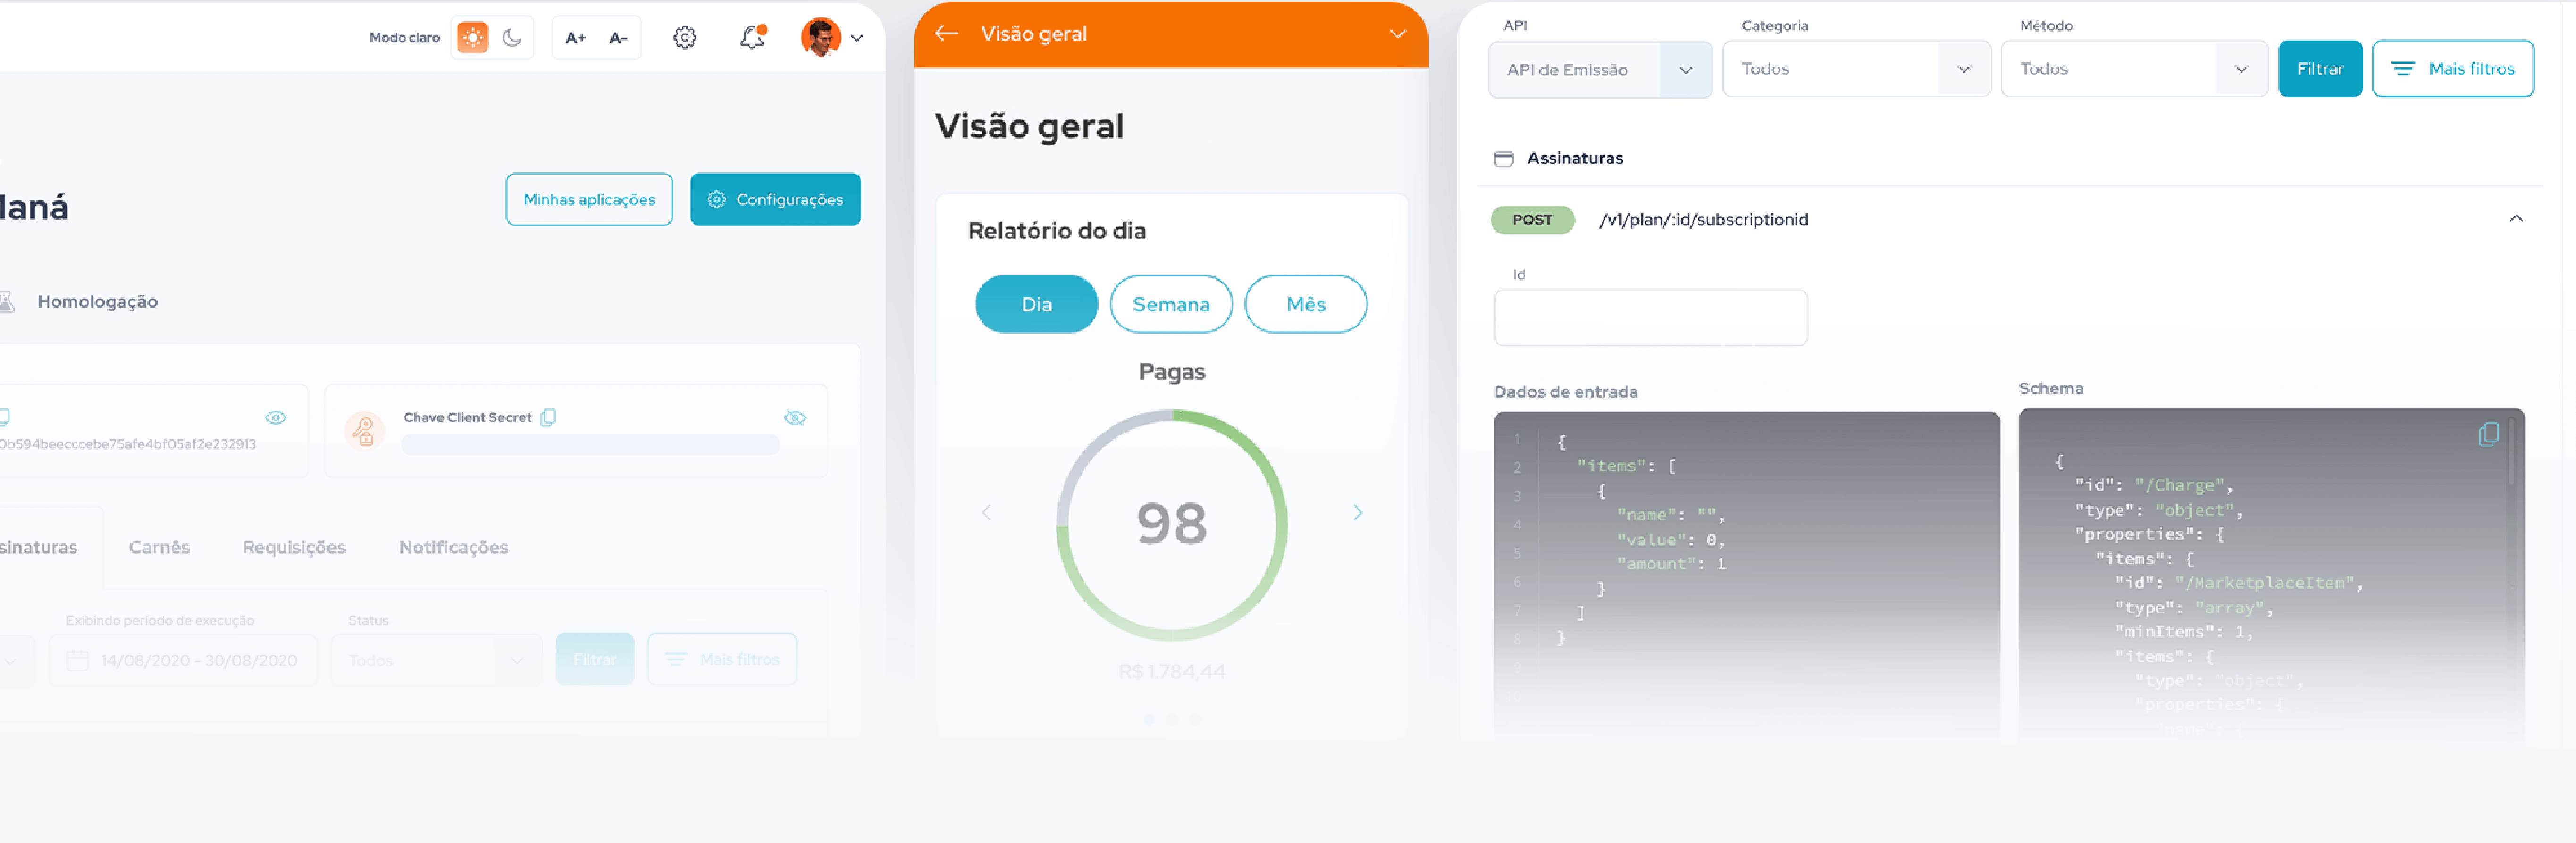 Modo claro
A+ A-
Minhas aplicações
Configurações
Homologação
Chave Client Secret
0b594beecccebe75afe4bf05af2e232913
Carnês
Requisições
Notificações
Exibindo período de execução
Status
14/08/2020 - 30/08/2020
Todos
Filtrar
Mais filtros
Visão geral
Visão geral
Relatório do dia
Dia
Semana
Mês
Pagas
98
R$ 1.784,44
API
Categoria
Método
API de Emissão
Todos
Todos
Filtrar
Mais filtros
Assinaturas
POST /v1/plan/:id/subscriptionid
Id
Dados de entrada
1 {
2 "items": [
3 {
4 "name": "",
5 "value": 0,
6 "amount": 1
7 }
8 ]
9 }
10
Schema
{
"id": "/Charge",
"type": "object",
"properties": {
"items": {
"id": "/MarketplaceItem",
"type": "array",
"minItems": 1,
"items": {
"type": "object",
"properties": {
"name": {